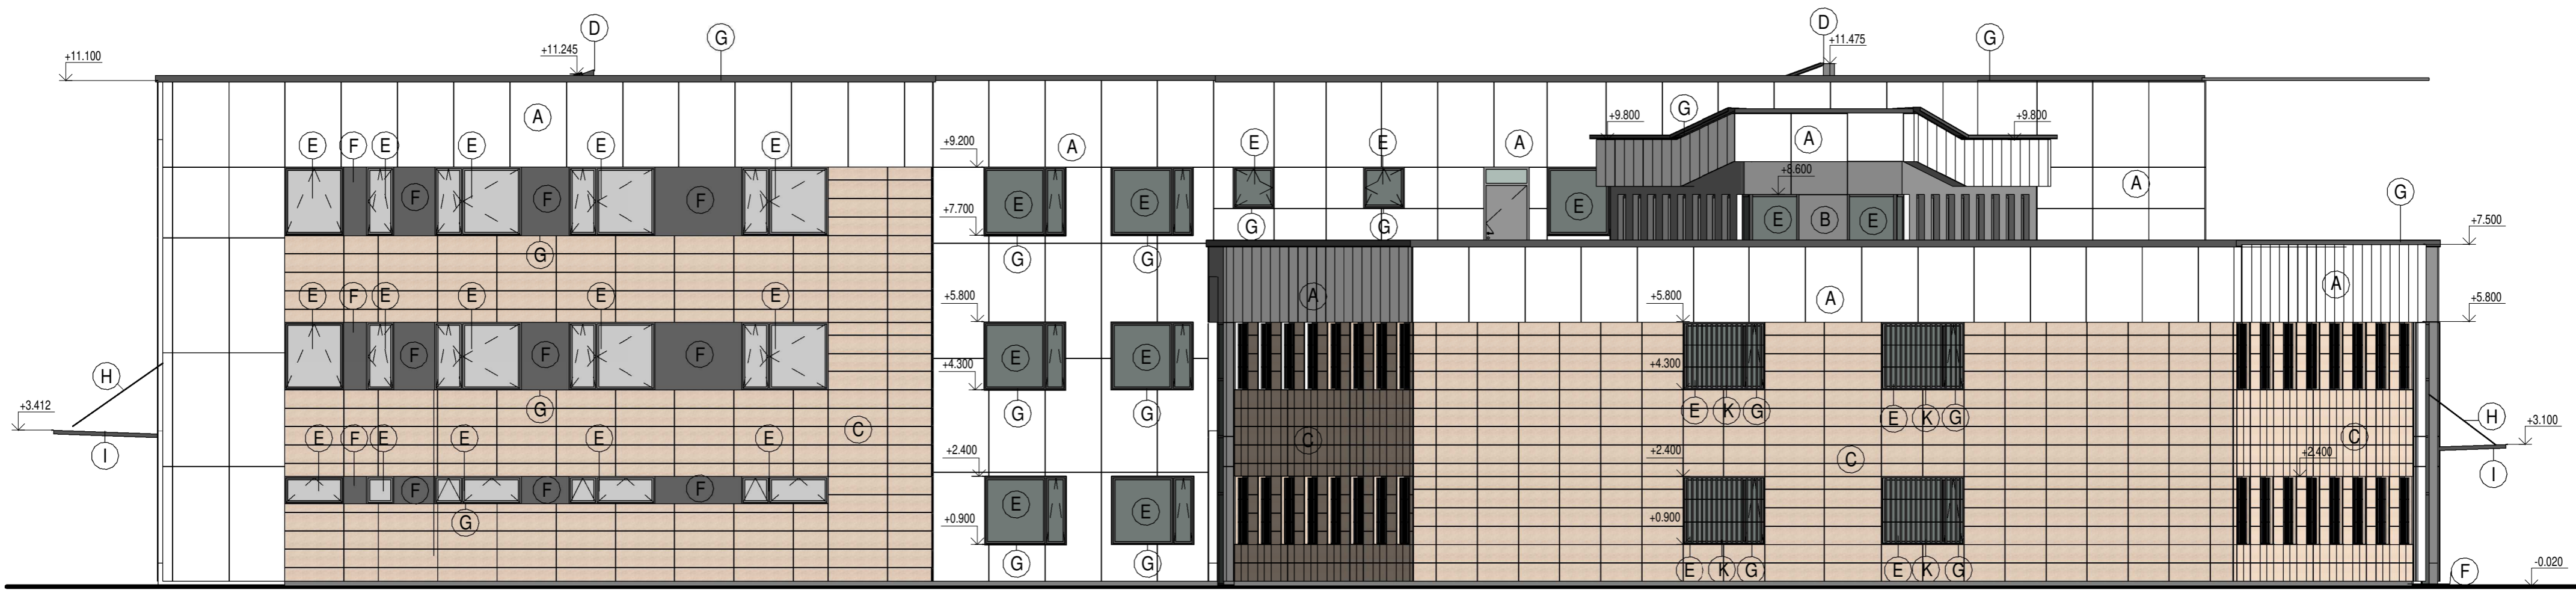 D D
G G
+11.245 +11.475
+11.100
A G +9.800 +9.800
E F E E E E +9.200 A E E A A
F F F +8.600 A
E E E E B E
+7.700 G
G G G G G +7.500
G
A A
E F E E E E +5.800 A +5.800 A +5.800
F F F E E
+4.300 +4.300
H
G G G E K G E K G
+3.412 C H
+3.100
E F E E E E C C
I +2.400 +2.400 C +2.400
I
F F F
E E
G +0.900 +0.900
G G E K G E K G F -0.020